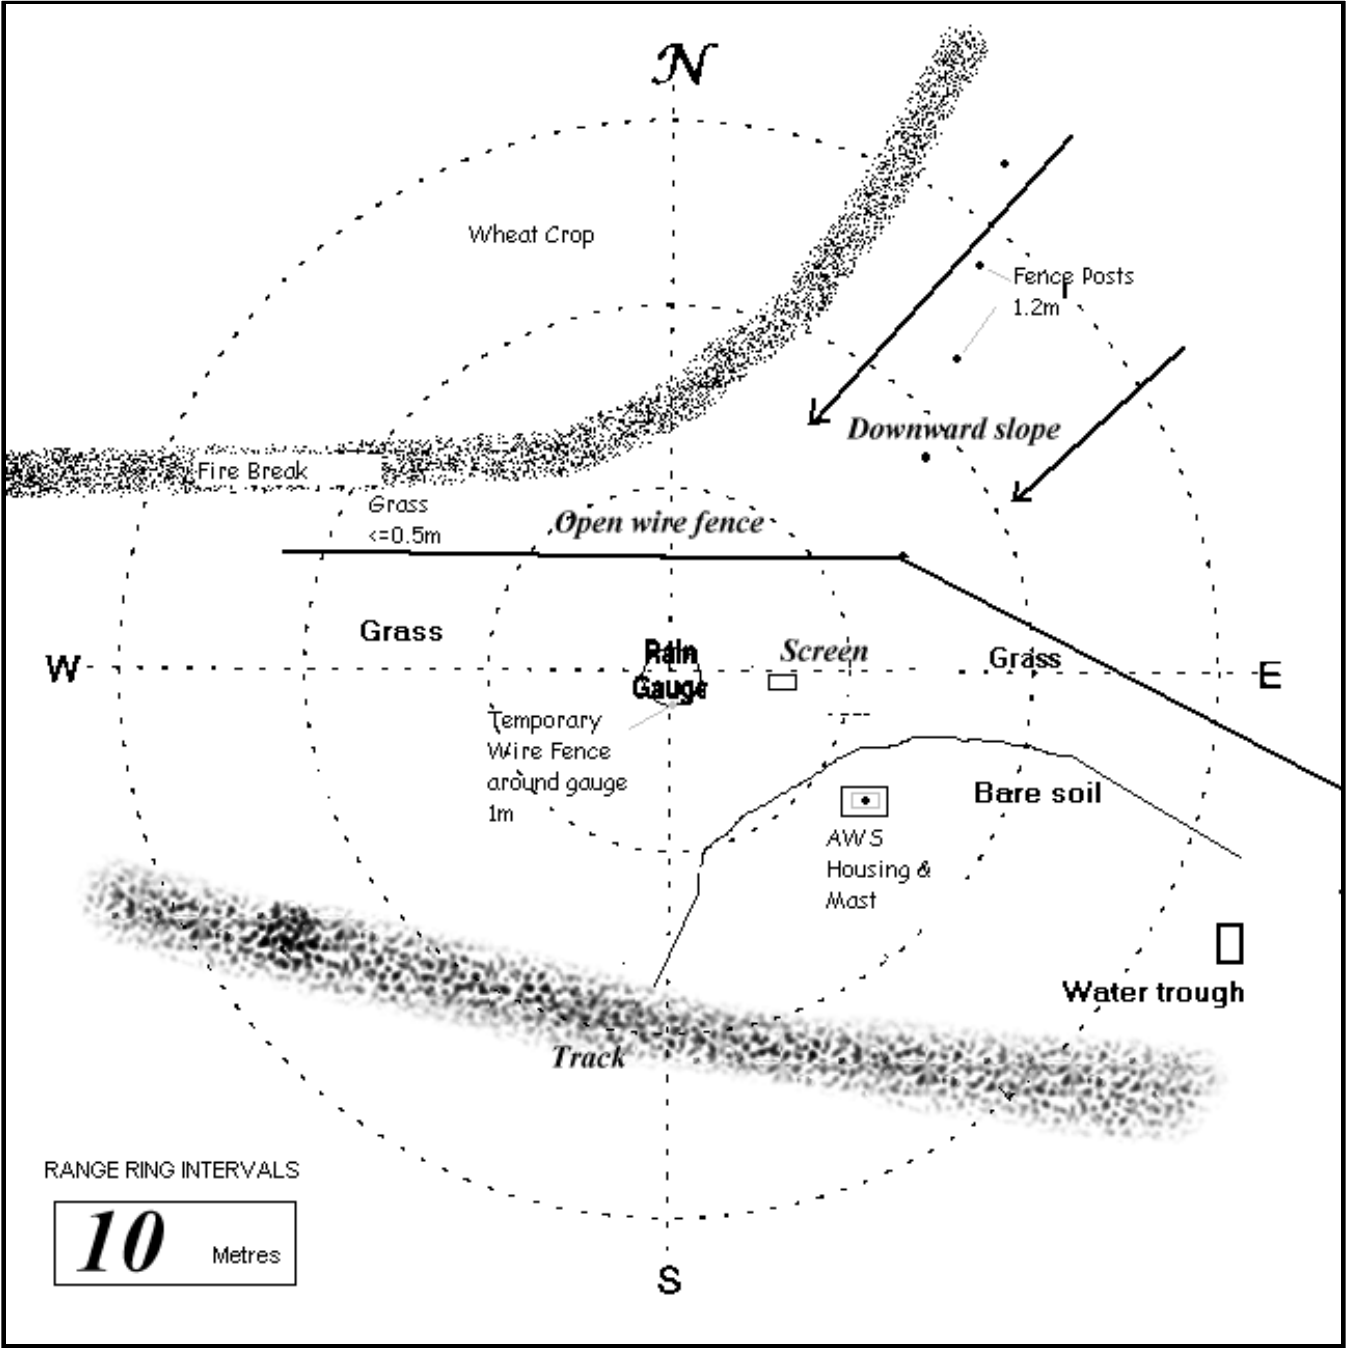 N
Wheat Crop
Fence Posts
1.2m
Downward slope
Fire Break
Grass
<=0.5m
Open wire fence
Grass
Rain
Gauge
Screen
Grass
W
E
Temporary
Wire Fence
around gauge
1m
Bare soil
AWS
Housing &
Mast
Water trough
Track
RANGE RING INTERVALS
10 Metres
S